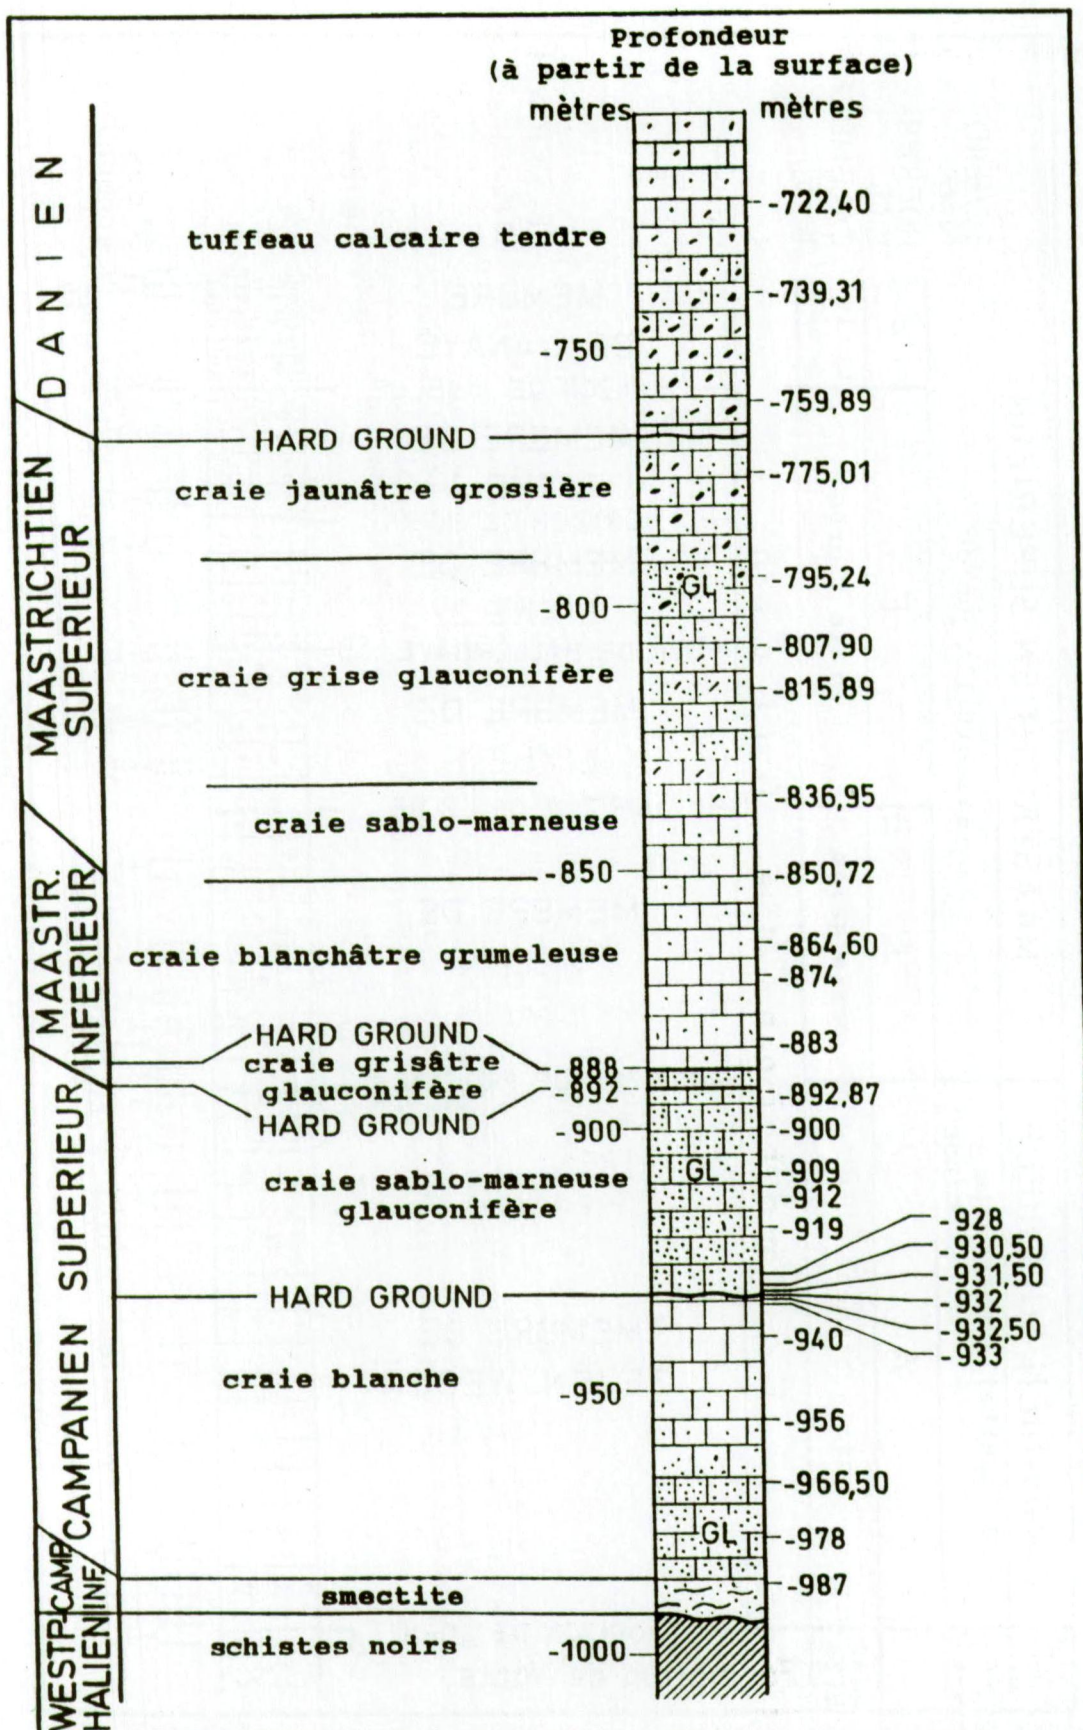 Profondeur
(à partir de la surface)
mètres mètres
-722,40
tuffeau calcaire tendre
-739,31
-750
-759,89
HARD GROUND
-775,01
craie jaunâtre grossière
-795,24
GL
-800
-807,90
craie grise glauconifère
-815,89
-836,95
craie sablo-marneuse
-850
-850,72
-864,60
craie blanchâtre grumeleuse
-874
HARD GROUND
-883
craie grisâtre
-888
glauconifère
-892
-892,87
HARD GROUND
-900
-900
GL
-909
craie sablo-marneuse
-912
glauconifère
-919
-928
-930,50
-931,50
HARD GROUND
-932
-932,50
-933
-940
craie blanche
-950
-956
-966,50
GL
-978
-987
smectite
schistes noirs
-1000
DANIEN
MAASTRICHTIEN
SUPERIEUR
MAASTR.
INFERIEUR
CAMPANIEN SUPERIEUR
CAMP.
INF.
WESTP-
HALIEN